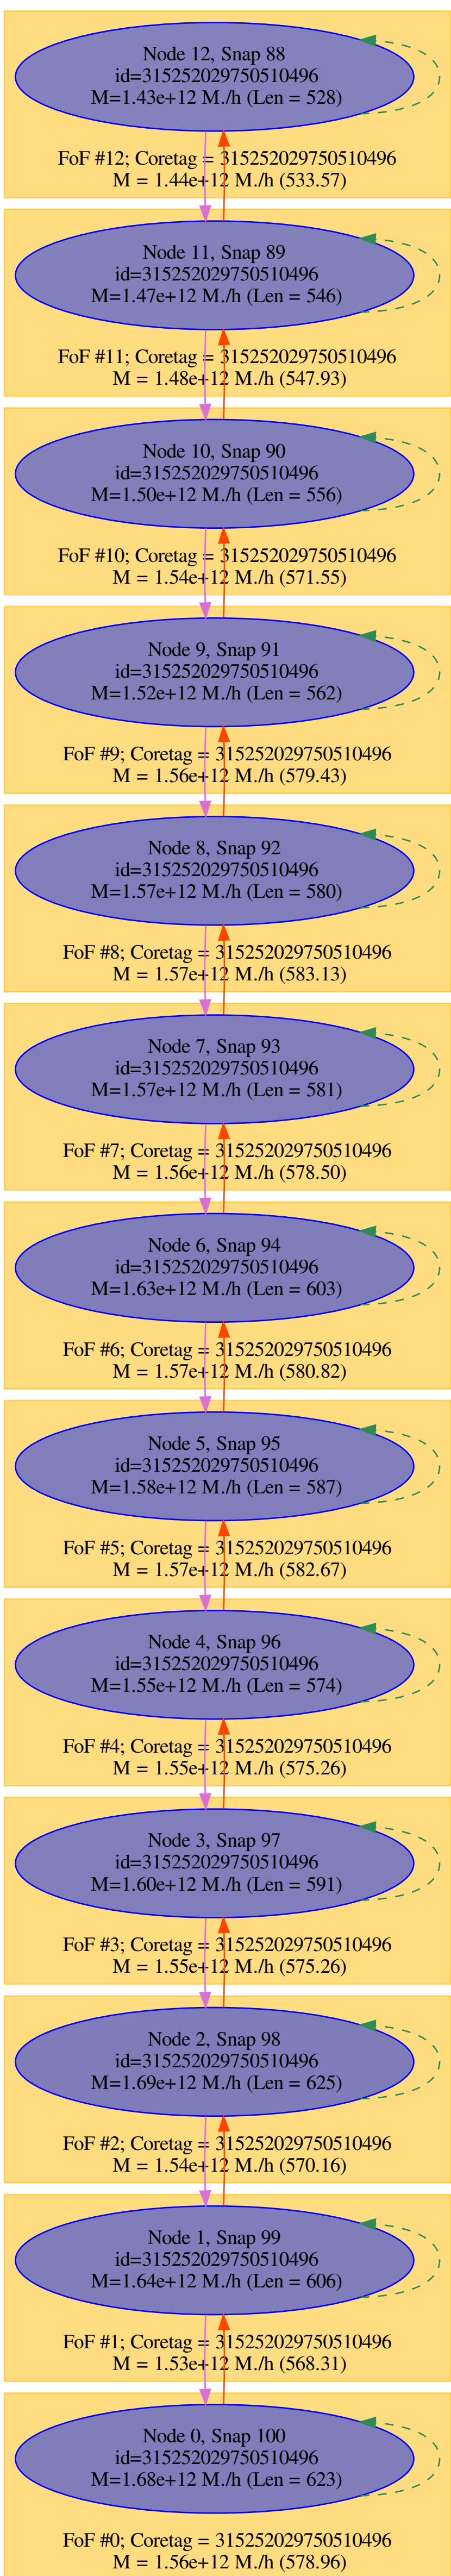 Node 12, Snap 88
id=315252029750510496
M=1.43e+12 M./h (Len = 528)
FoF #12; Coretag = 315252029750510496
M = 1.44e+12 M./h (533.57)
Node 11, Snap 89
id=315252029750510496
M=1.47e+12 M./h (Len = 546)
FoF #11; Coretag = 315252029750510496
M = 1.48e+12 M./h (547.93)
Node 10, Snap 90
id=315252029750510496
M=1.50e+12 M./h (Len = 556)
FoF #10; Coretag = 315252029750510496
M = 1.54e+12 M./h (571.55)
Node 9, Snap 91
id=315252029750510496
M=1.52e+12 M./h (Len = 562)
FoF #9; Coretag = 315252029750510496
M = 1.56e+12 M./h (579.43)
Node 8, Snap 92
id=315252029750510496
M=1.57e+12 M./h (Len = 580)
FoF #8; Coretag = 315252029750510496
M = 1.57e+12 M./h (583.13)
Node 7, Snap 93
id=315252029750510496
M=1.57e+12 M./h (Len = 581)
FoF #7; Coretag = 315252029750510496
M = 1.56e+12 M./h (578.50)
Node 6, Snap 94
id=315252029750510496
M=1.63e+12 M./h (Len = 603)
FoF #6; Coretag = 315252029750510496
M = 1.57e+12 M./h (580.82)
Node 5, Snap 95
id=315252029750510496
M=1.58e+12 M./h (Len = 587)
FoF #5; Coretag = 315252029750510496
M = 1.57e+12 M./h (582.67)
Node 4, Snap 96
id=315252029750510496
M=1.55e+12 M./h (Len = 574)
FoF #4; Coretag = 315252029750510496
M = 1.55e+12 M./h (575.26)
Node 3, Snap 97
id=315252029750510496
M=1.60e+12 M./h (Len = 591)
FoF #3; Coretag = 315252029750510496
M = 1.55e+12 M./h (575.26)
Node 2, Snap 98
id=315252029750510496
M=1.69e+12 M./h (Len = 625)
FoF #2; Coretag = 315252029750510496
M = 1.54e+12 M./h (570.16)
Node 1, Snap 99
id=315252029750510496
M=1.64e+12 M./h (Len = 606)
FoF #1; Coretag = 315252029750510496
M = 1.53e+12 M./h (568.31)
Node 0, Snap 100
id=315252029750510496
M=1.68e+12 M./h (Len = 623)
FoF #0; Coretag = 315252029750510496
M = 1.56e+12 M./h (578.96)